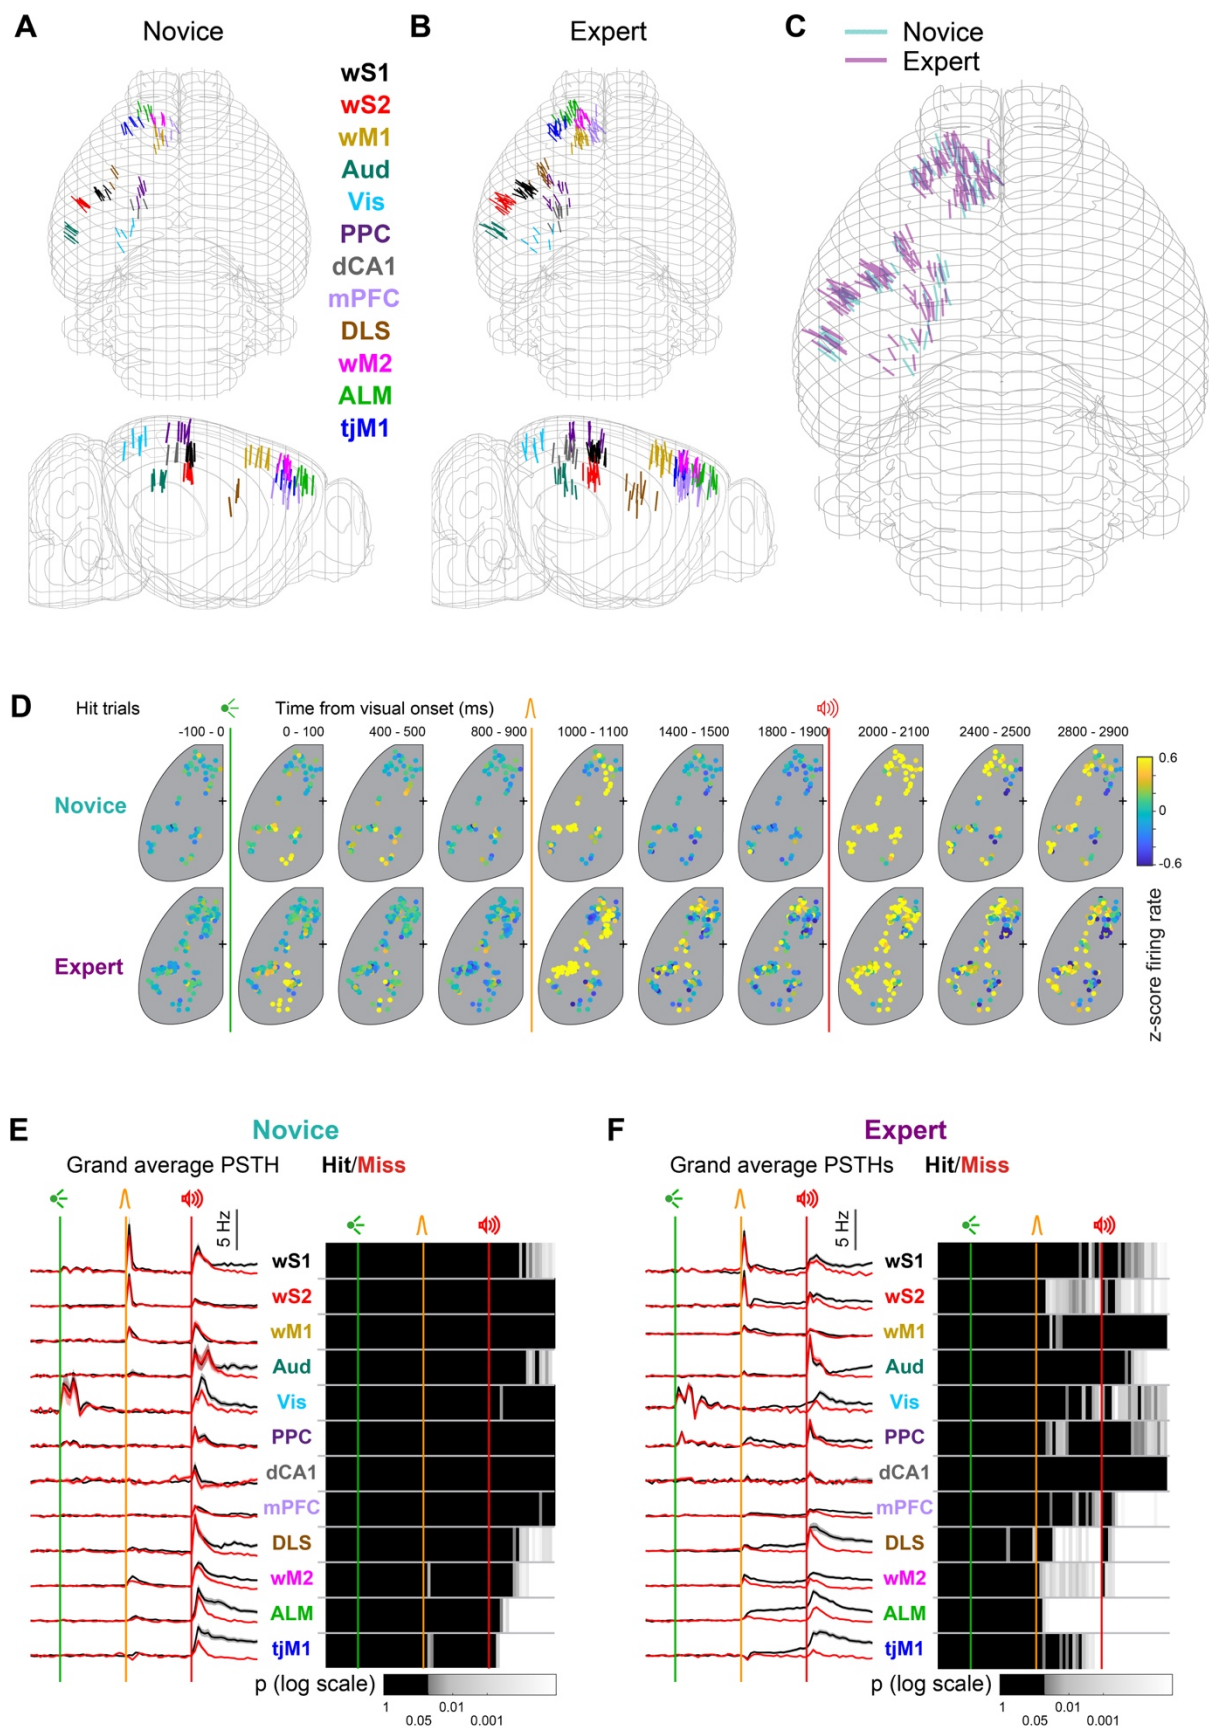 A Novice B Expert C Novice
Expert
wS1
wS2
wM1
Aud
Vis
PPC
dCA1
mPFC
DLS
wM2
ALM
tjM1
D Hit trials Time from visual onset (ms)
-100 - 0 0 - 100 400 - 500 800 - 900 1000 - 1100 1400 - 1500 1800 - 1900 2000 - 2100 2400 - 2500 2800 - 2900
Novice
0.6
0
-0.6
Expert
z-score firing rate
E Novice
Grand average PSTH Hit/Miss
5 Hz
wS1
wS2
wM1
Aud
Vis
PPC
dCA1
mPFC
DLS
wM2
ALM
tjM1
p (log scale)
1 0.05 0.01 0.001
F Expert
Grand average PSTHs Hit/Miss
5 Hz
wS1
wS2
wM1
Aud
Vis
PPC
dCA1
mPFC
DLS
wM2
ALM
tjM1
p (log scale)
1 0.05 0.01 0.001